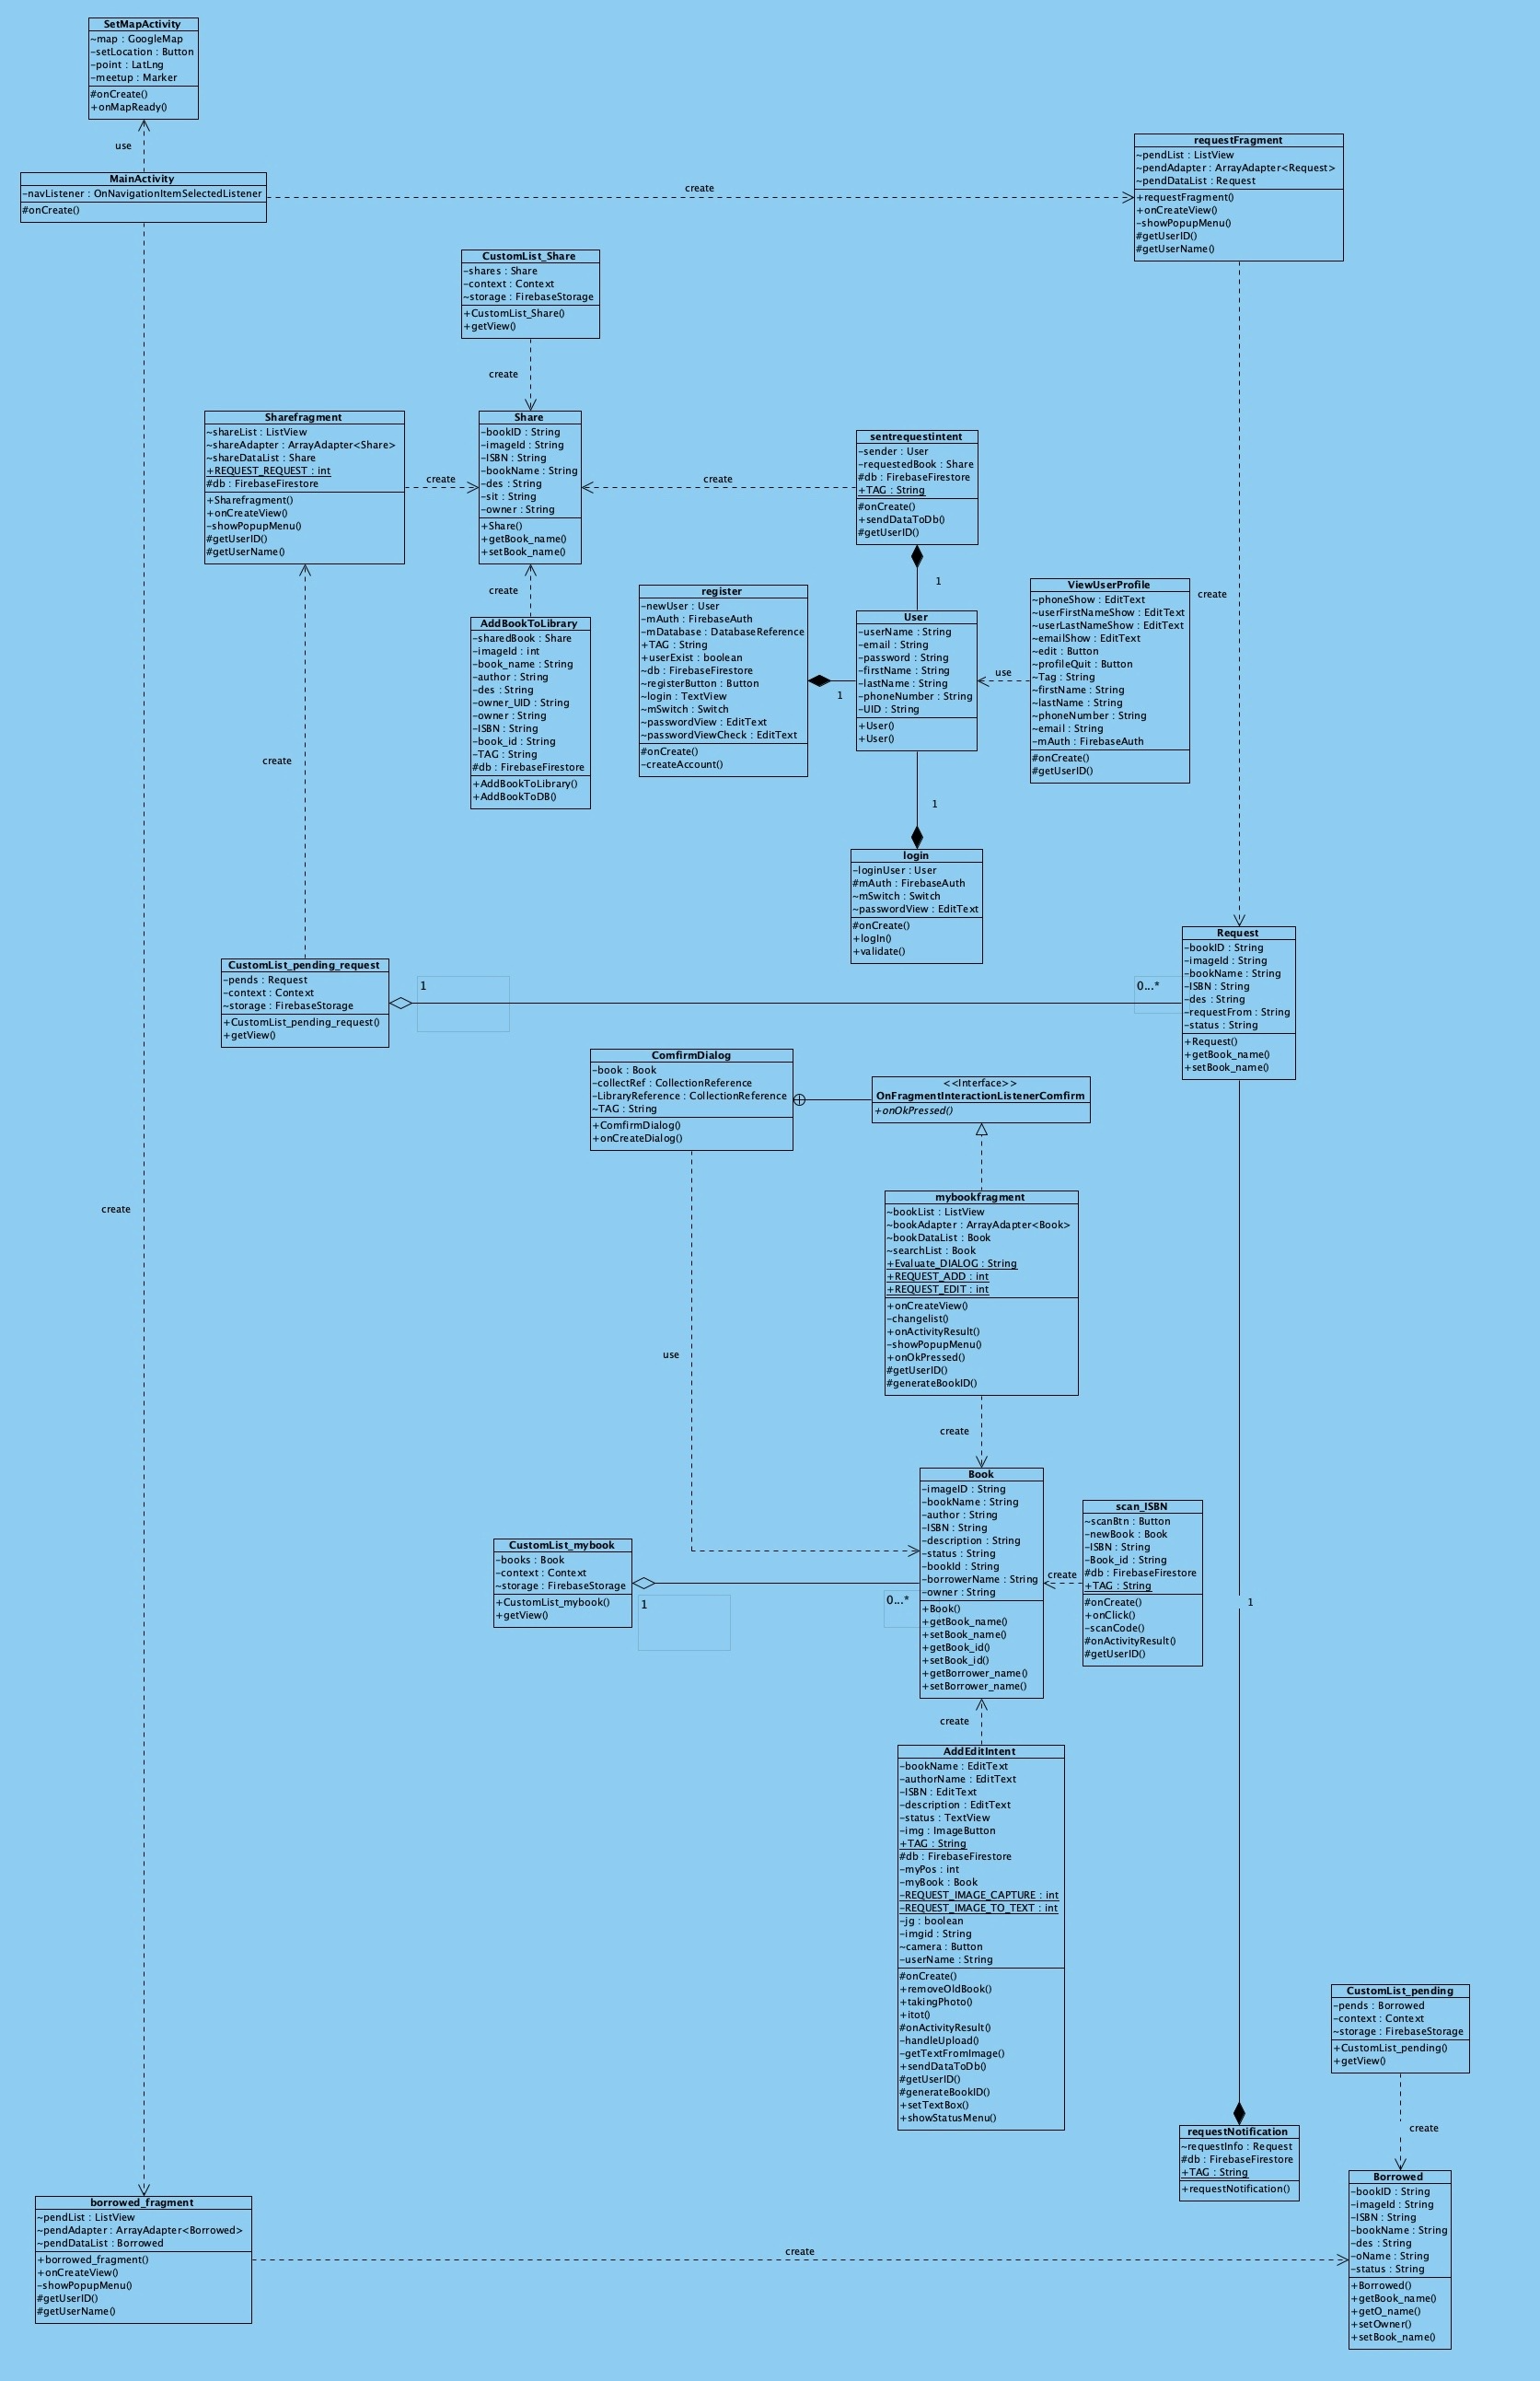 SetMapActivity
~map : GoogleMap
-setLocation : Button
-point : LatLng
-meetup : Marker
#onCreate()
+onMapReady()
use
MainActivity
-navListener : OnNavigationItemSelectedListener
#onCreate()
create
requestFragment
~pendList : ListView
~pendAdapter : ArrayAdapter<Request>
~pendDataList : Request
+requestFragment()
+onCreateView()
-showPopupMenu()
#getUserID()
#getUserName()
CustomList_Share
-shares : Share
-context : Context
~storage : FirebaseStorage
+CustomList_Share()
+getView()
create
Sharefragment
~shareList : ListView
~shareAdapter : ArrayAdapter<Share>
~shareDataList : Share
+REQUEST_REQUEST : int
#db : FirebaseFirestore
+Sharefragment()
+onCreateView()
-showPopupMenu()
#getUserID()
#getUserName()
create
Share
-bookID : String
-imageId : String
-ISBN : String
-bookName : String
-des : String
-sit : String
-owner : String
+Share()
+getBook_name()
+setBook_name()
create
sentrequestintent
-sender : User
-requestedBook : Share
#db : FirebaseFirestore
+TAG : String
#onCreate()
+sendDataToDb()
#getUserID()
1
create
AddBookToLibrary
-sharedBook : Share
-imageId : int
-book_name : String
-author : String
-des : String
-owner_UID : String
-owner : String
-ISBN : String
-book_id : String
-TAG : String
#db : FirebaseFirestore
+AddBookToLibrary()
+AddBookToDB()
register
-newUser : User
-mAuth : FirebaseAuth
-mDatabase : DatabaseReference
+TAG : String
+userExist : boolean
~db : FirebaseFirestore
~registerButton : Button
~login : TextView
~mSwitch : Switch
~passwordView : EditText
~passwordViewCheck : EditText
#onCreate()
-createAccount()
1
User
-userName : String
-email : String
-password : String
-firstName : String
-lastName : String
-phoneNumber : String
-UID : String
+User()
+User()
use
ViewUserProfile
~phoneShow : EditText
~userFirstNameShow : EditText
~userLastNameShow : EditText
~emailShow : EditText
~edit : Button
~profileQuit : Button
~Tag : String
~firstName : String
~lastName : String
~phoneNumber : String
~email : String
-mAuth : FirebaseAuth
#onCreate()
#getUserID()
create
create
1
login
-loginUser : User
#mAuth : FirebaseAuth
~mSwitch : Switch
~passwordView : EditText
#onCreate()
+logIn()
+validate()
CustomList_pending_request
-pends : Request
-context : Context
~storage : FirebaseStorage
+CustomList_pending_request()
+getView()
1
0...*
Request
-bookID : String
-imageId : String
-bookName : String
-ISBN : String
-des : String
-requestFrom : String
-status : String
+Request()
+getBook_name()
+setBook_name()
ComfirmDialog
-book : Book
-collectRef : CollectionReference
-LibraryReference : CollectionReference
~TAG : String
+ComfirmDialog()
+onCreateDialog()
<<Interface>>
OnFragmentInteractionListenerComfirm
+onOkPressed()
create
mybookfragment
~bookList : ListView
~bookAdapter : ArrayAdapter<Book>
~bookDataList : Book
~searchList : Book
+Evaluate_DIALOG : String
+REQUEST_ADD : int
+REQUEST_EDIT : int
+onCreateView()
-changelist()
+onActivityResult()
-showPopupMenu()
+onOkPressed()
#getUserID()
#generateBookID()
use
create
Book
-imageID : String
-bookName : String
-author : String
-ISBN : String
-description : String
-status : String
-bookId : String
-borrowerName : String
-owner : String
+Book()
+getBook_name()
+setBook_name()
+getBook_id()
+setBook_id()
+getBorrower_name()
+setBorrower_name()
create
scan_ISBN
~scanBtn : Button
-newBook : Book
-ISBN : String
-Book_id : String
#db : FirebaseFirestore
+TAG : String
#onCreate()
+onClick()
-scanCode()
#onActivityResult()
#getUserID()
CustomList_mybook
-books : Book
-context : Context
~storage : FirebaseStorage
+CustomList_mybook()
+getView()
1
0...*
1
create
AddEditIntent
-bookName : EditText
-authorName : EditText
-ISBN : EditText
-description : EditText
-status : TextView
-img : ImageButton
+TAG : String
#db : FirebaseFirestore
-myPos : int
-myBook : Book
-REQUEST_IMAGE_CAPTURE : int
-REQUEST_IMAGE_TO_TEXT : int
-jg : boolean
-imgid : String
~camera : Button
-userName : String
#onCreate()
+removeOldBook()
+takingPhoto()
+itot()
#onActivityResult()
-handleUpload()
-getTextFromImage()
+sendDataToDb()
#getUserID()
#generateBookID()
+setTextBox()
+showStatusMenu()
CustomList_pending
-pends : Borrowed
-context : Context
~storage : FirebaseStorage
+CustomList_pending()
+getView()
create
requestNotification
~requestInfo : Request
#db : FirebaseFirestore
+TAG : String
+requestNotification()
borrowed_fragment
~pendList : ListView
~pendAdapter : ArrayAdapter<Borrowed>
~pendDataList : Borrowed
+borrowed_fragment()
+onCreateView()
-showPopupMenu()
#getUserID()
#getUserName()
create
Borrowed
-bookID : String
-imageId : String
-ISBN : String
-bookName : String
-des : String
-oName : String
-status : String
+Borrowed()
+getBook_name()
+getO_name()
+setOwner()
+setBook_name()